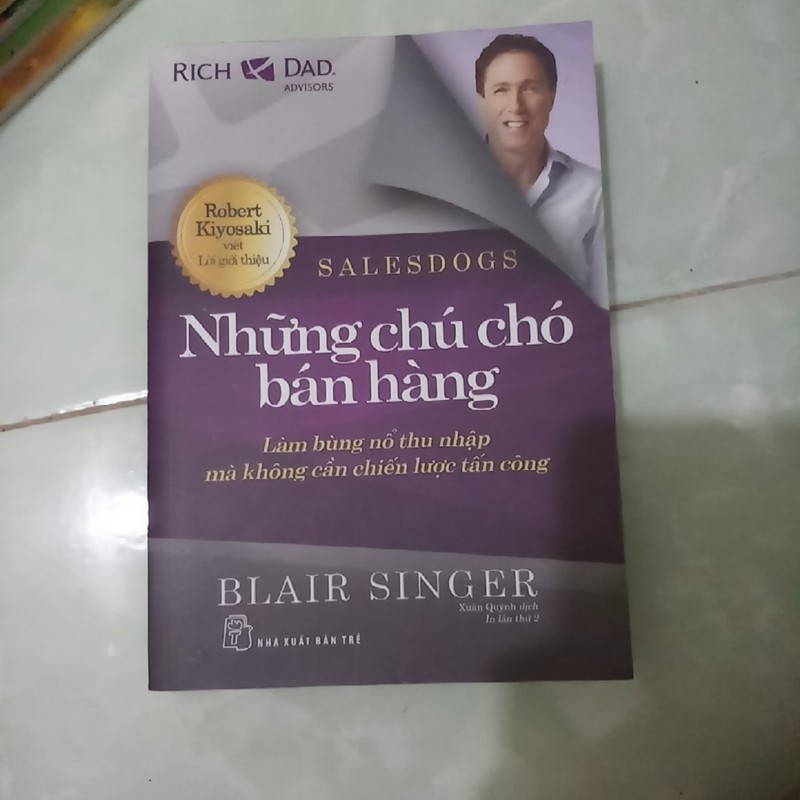 RICH DAD®
ADVISORS
Robert
Kiyosaki
viết
Lời giới thiệu
SALESDOGS
Những chú chó
bán hàng
Làm bùng nổ thu nhập
mà không cần chiến lược tấn công
BLAIR SINGER
Xuân Quỳnh dịch
In lần thứ 2
NHÀ XUẤT BẢN TRẺ